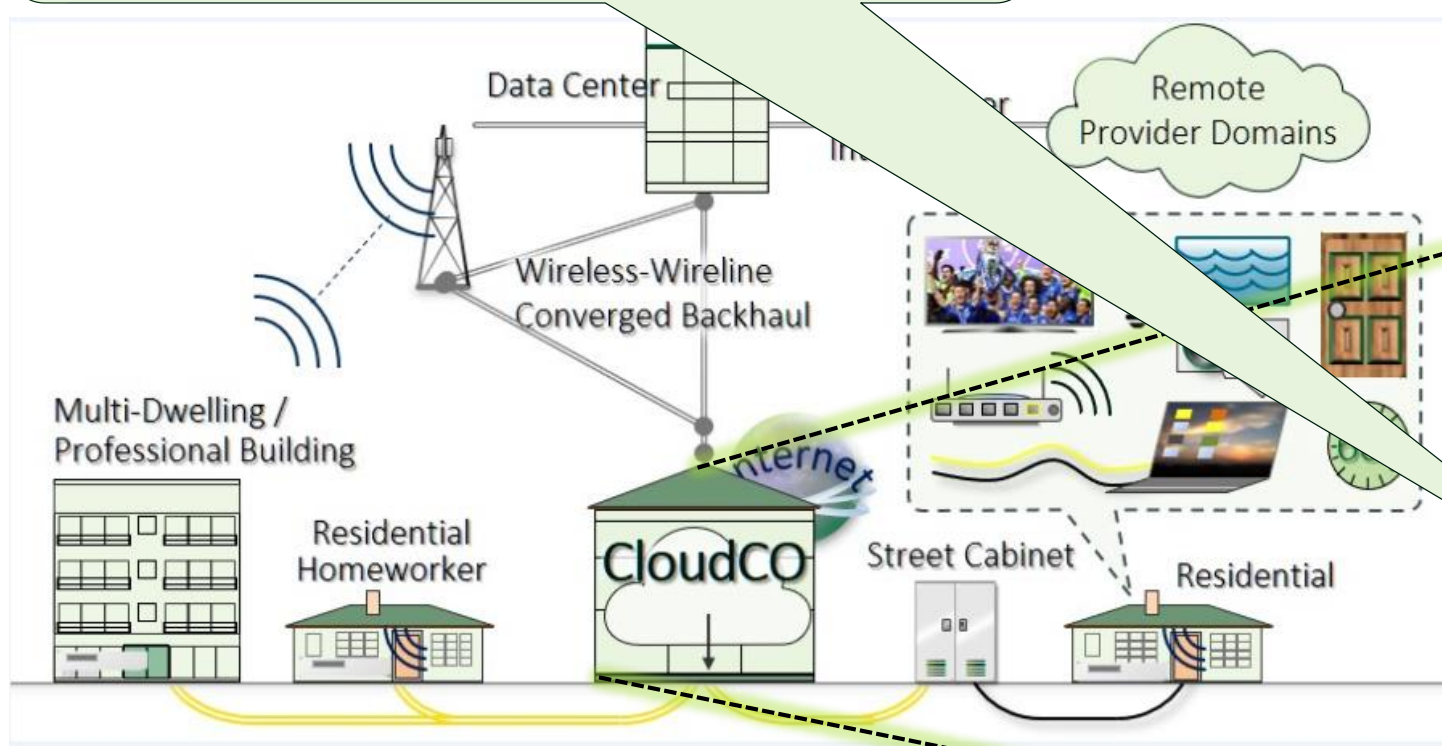 Data Center
Remote
Provider Domains
Wireless-Wireline
Converged Backhaul
Multi-Dwelling /
Professional Building
Internet
Residential
Homeworker
CloudCO
Street Cabinet
Residential